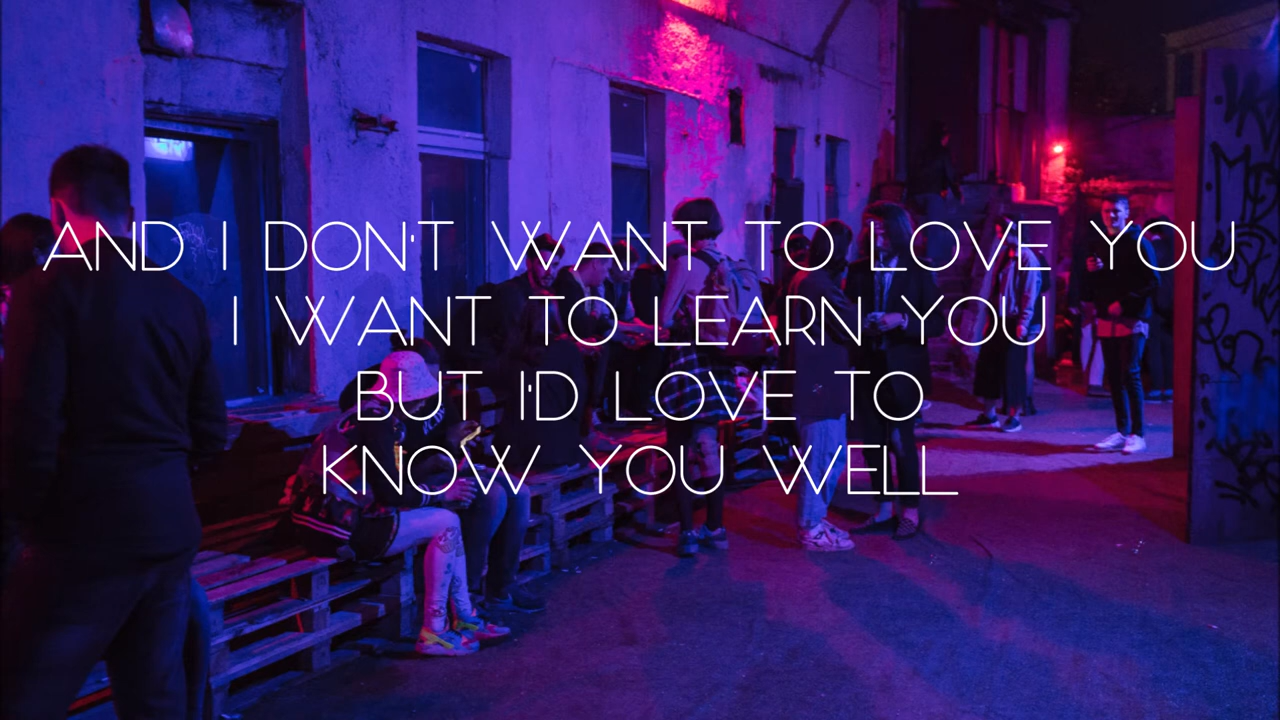 AND I DON'T WANT TO LOVE YOU
I WANT TO LEARN YOU
BUT I'D LOVE TO
KNOW YOU WELL